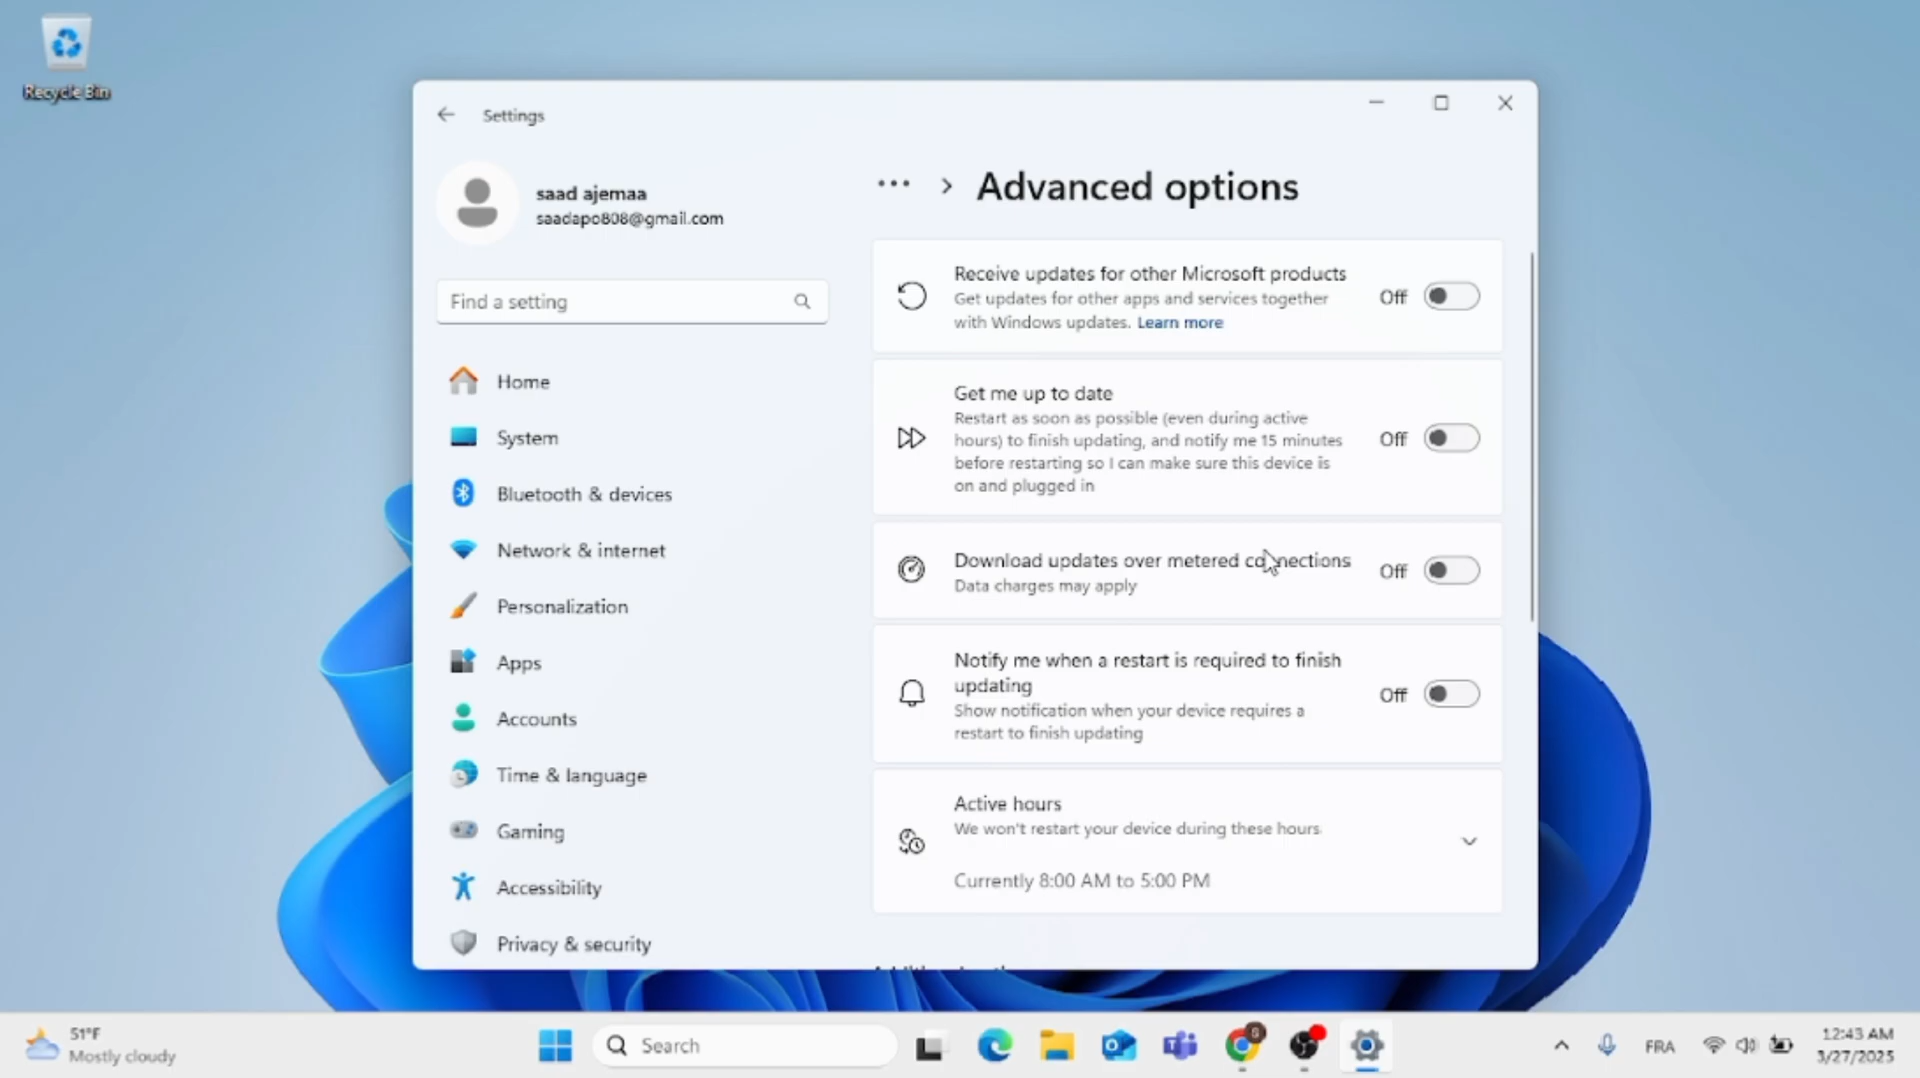 Recycle Bin
Settings
saad ajemaa
saadapo808@gmail.com
Find a setting
Home
System
Bluetooth & devices
Network & internet
Personalization
Apps
Accounts
Time & language
Gaming
Accessibility
Privacy & security
... > Advanced options
Receive updates for other Microsoft products
Get updates for other apps and services together
with Windows updates. Learn more
Off
Get me up to date
Restart as soon as possible (even during active
hours) to finish updating, and notify me 15 minutes
before restarting so I can make sure this device is
on and plugged in
Off
Download updates over metered connections
Data charges may apply
Off
Notify me when a restart is required to finish
updating
Show notification when your device requires a
restart to finish updating
Off
Active hours
We won't restart your device during these hours
Currently 8:00 AM to 5:00 PM
51°F
Mostly cloudy
Search
FRA
12:43 AM
3/27/2025